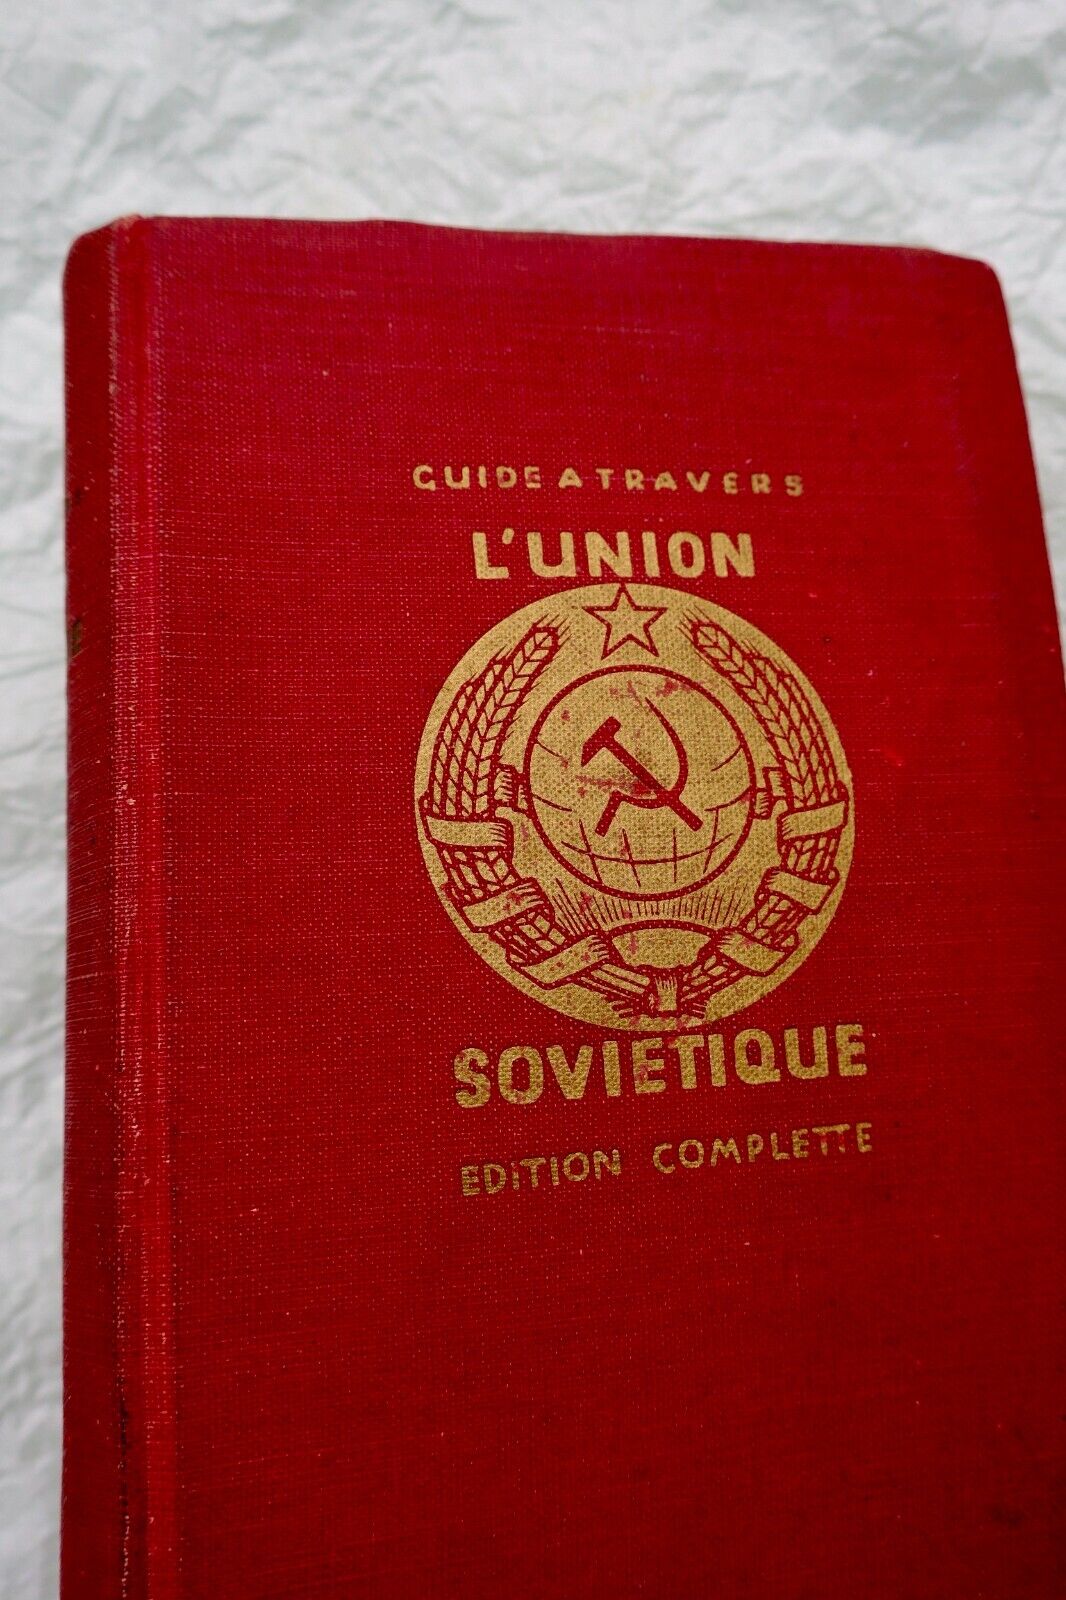 GUIDE A TRAVERS
L'UNION
SOVIETIQUE
EDITION COMPLETTE